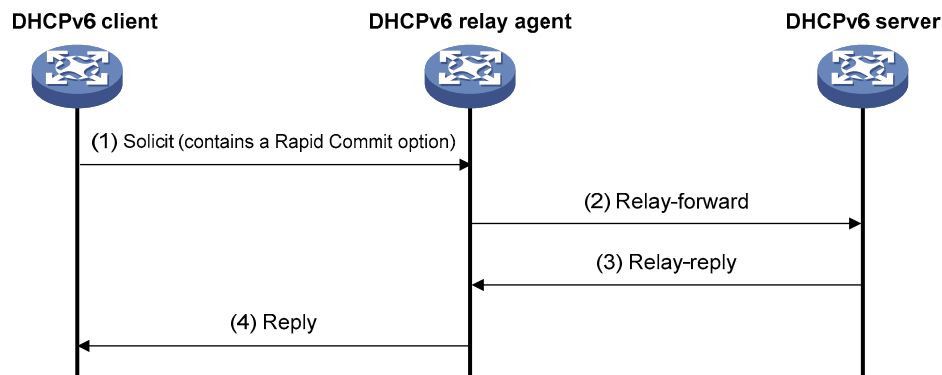 DHCPv6 client
DHCPv6 relay agent
DHCPv6 server
(1) Solicit (contains a Rapid Commit option)
(2) Relay-forward
(3) Relay-reply
(4) Reply